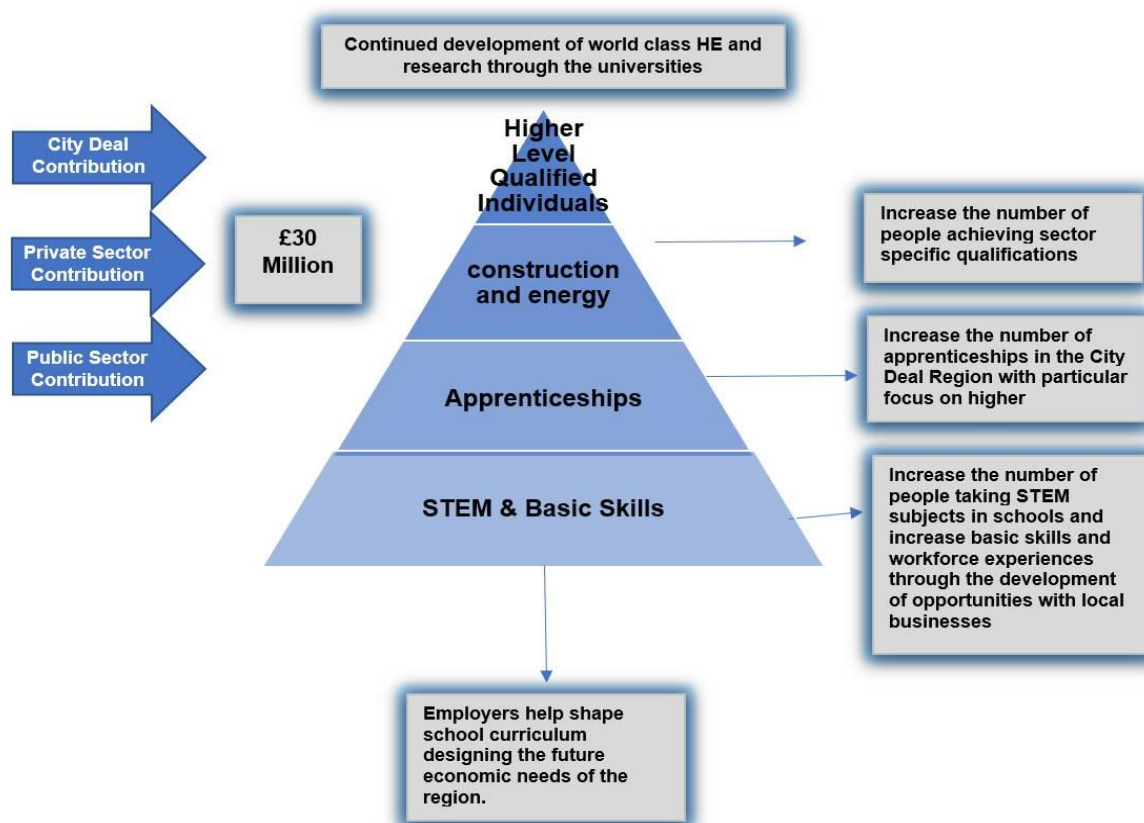 Continued development of world class HE and
research through the universities
City Deal
Contribution
Private Sector
Contribution
Public Sector
Contribution
£30
Million
Higher
Level
Qualified
Individuals
construction
and energy
Apprenticeships
STEM & Basic Skills
Increase the number of
people achieving sector
specific qualifications
Increase the number of
apprenticeships in the City
Deal Region with particular
focus on higher
Increase the number of
people taking STEM
subjects in schools and
increase basic skills and
workforce experiences
through the development
of opportunities with local
businesses
Employers help shape
school curriculum
designing the future
economic needs of the
region.